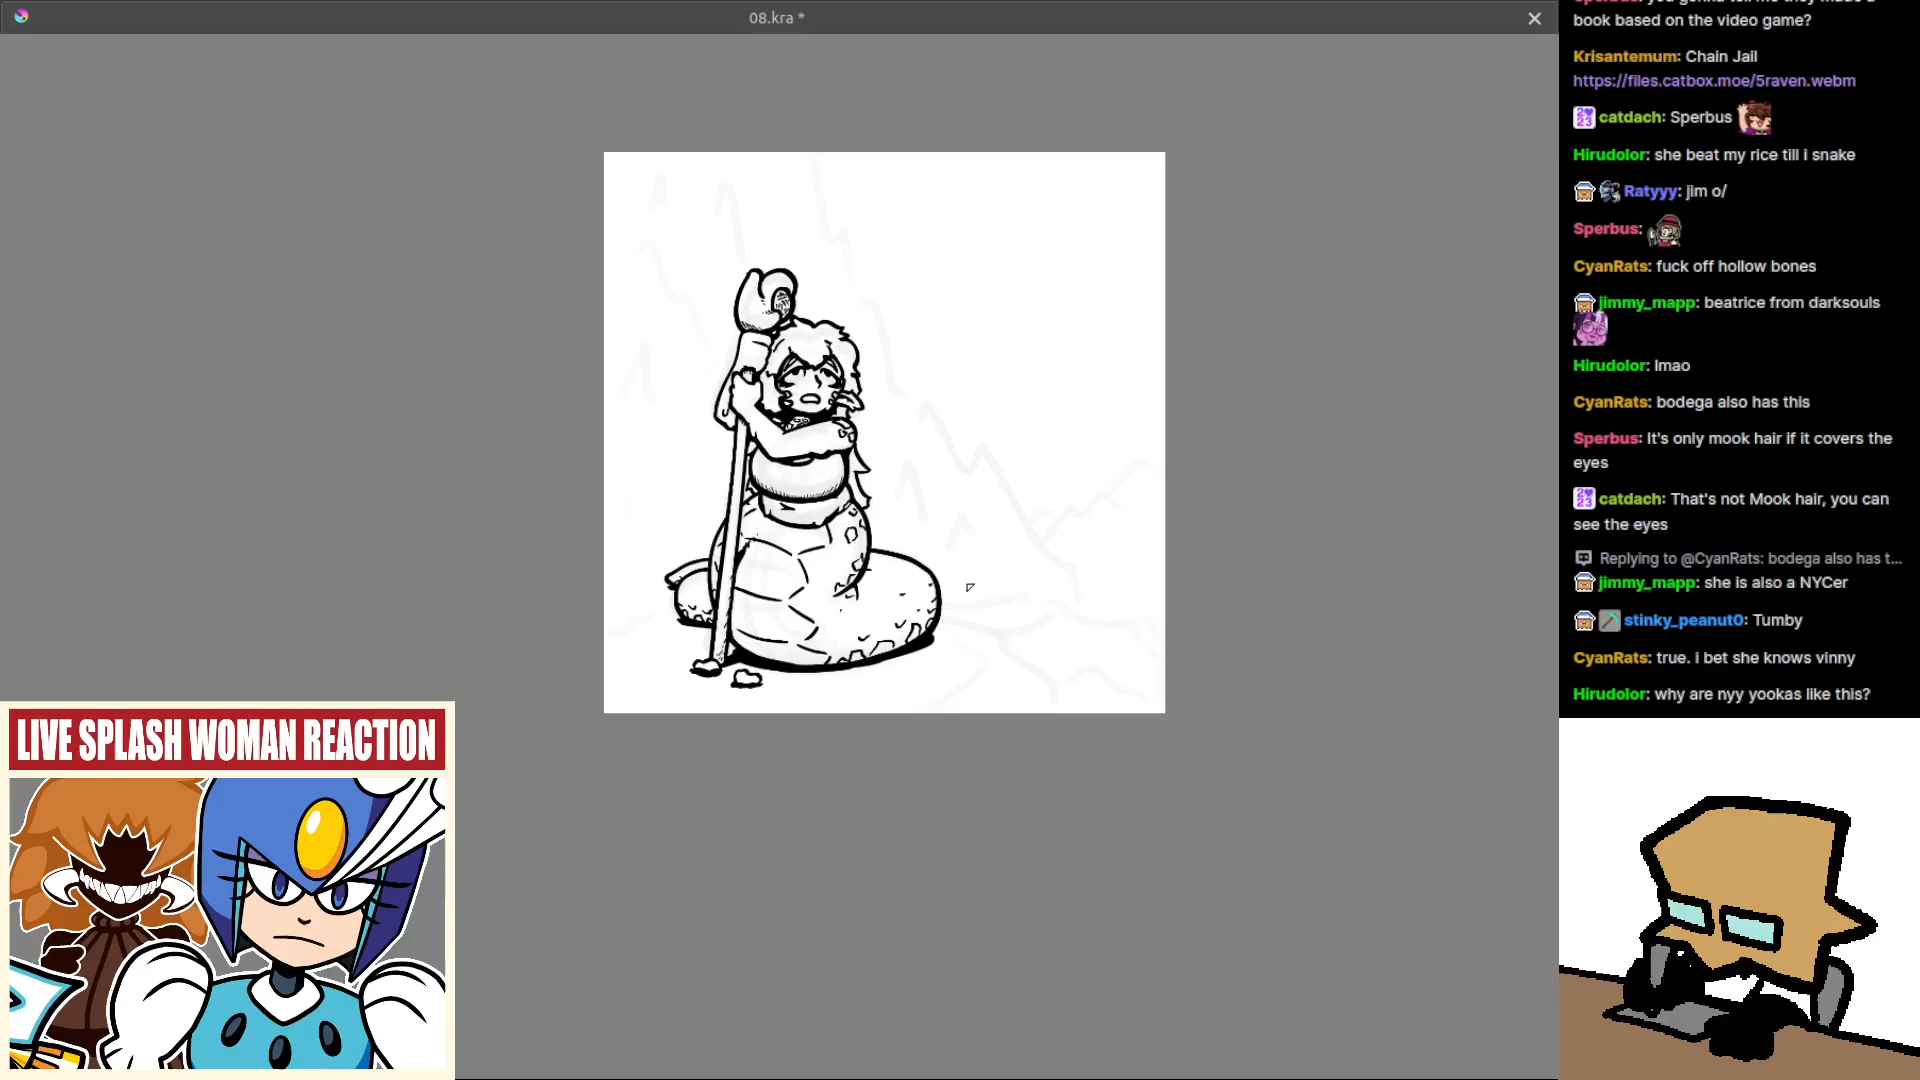 08.kra *
book based on the video game?
Krisantemum: Chain Jail
https://files.catbox.moe/5raven.webm
catdach: Sperbus
Hirudolor: she beat my rice till i snake
Ratyyy: jim o/
Sperbus:
CyanRats: fuck off hollow bones
jimmy_mapp: beatrice from darksouls
Hirudolor: lmao
CyanRats: bodega also has this
Sperbus: It's only mook hair if it covers the
eyes
catdach: That's not Mook hair, you can
see the eyes
Replying to @CyanRats: bodega also has t...
jimmy_mapp: she is also a NYCer
stinky_peanut0: Tumby
CyanRats: true. i bet she knows vinny
Hirudolor: why are nyy yookas like this?
LIVE SPLASH WOMAN REACTION